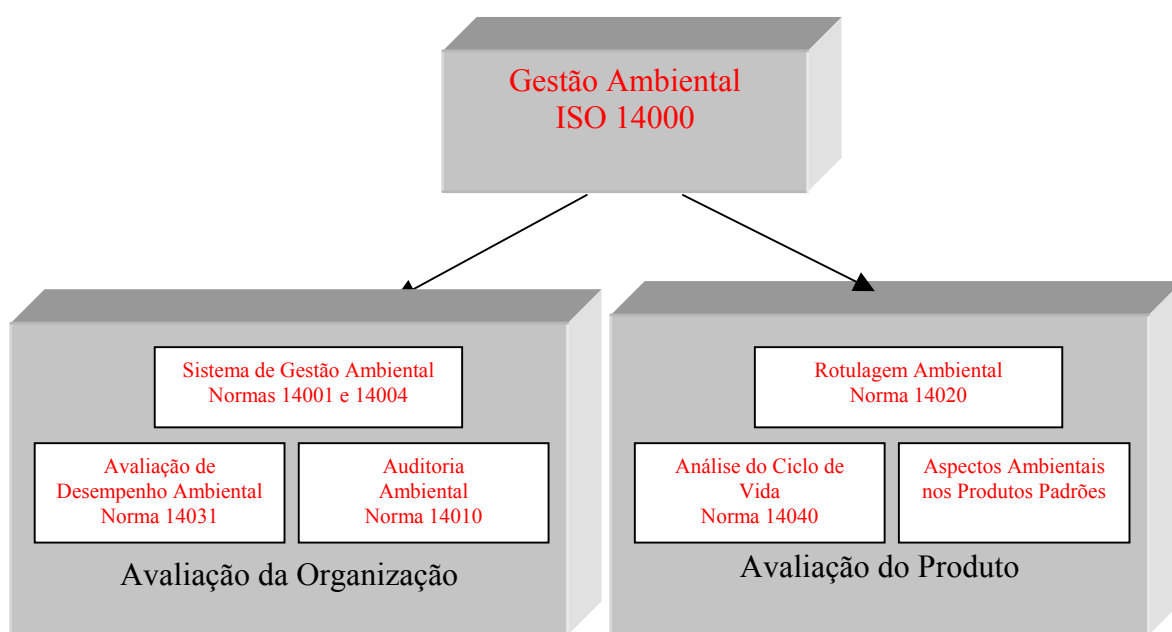 Gestão Ambiental
ISO 14000
Sistema de Gestão Ambiental
Normas 14001 e 14004
Avaliação de
Desempenho Ambiental
Norma 14031
Auditoria
Ambiental
Norma 14010
Avaliação da Organização
Rotulagem Ambiental
Norma 14020
Análise do Ciclo de
Vida
Norma 14040
Aspectos Ambientais
nos Produtos Padrões
Avaliação do Produto